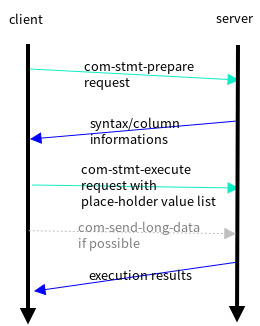 client
server
com-stmt-prepare
request
syntax/column
informations
com-stmt-execute
request with
place-holder value list
com-send-long-data
if possible
execution results